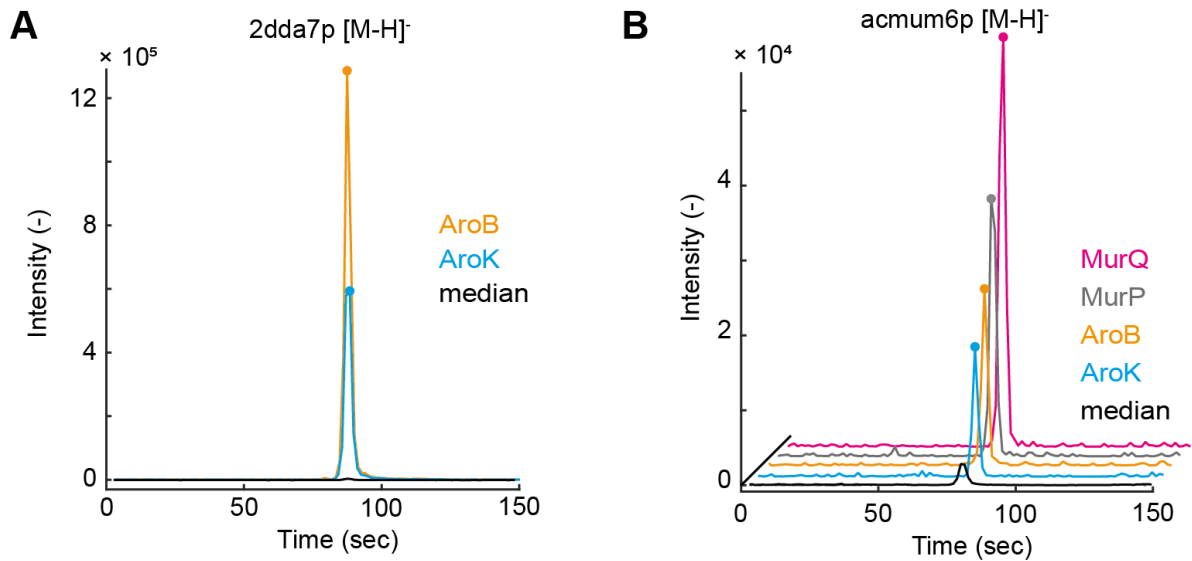 A
2dda7p [M-H]⁻
× 10⁵
12
8
4
0
Intensity (-)
AroB
AroK
median
0
50
100
150
Time (sec)
B
acmum6p [M-H]⁻
× 10⁴
4
2
0
Intensity (-)
MurQ
MurP
AroB
AroK
median
0
50
100
150
Time (sec)